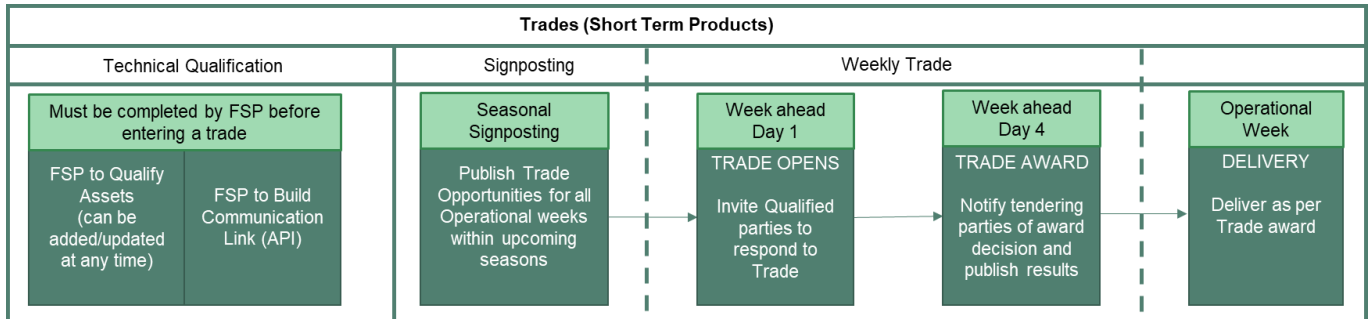 Trades (Short Term Products)
Technical Qualification
Signposting
Weekly Trade
Must be completed by FSP before
entering a trade
FSP to Qualify
Assets
(can be
added/updated
at any time)
FSP to Build
Communication
Link (API)
Seasonal
Signposting
Publish Trade
Opportunities for all
Operational weeks
within upcoming
seasons
Week ahead
Day 1
TRADE OPENS
Invite Qualified
parties to
respond to
Trade
Week ahead
Day 4
TRADE AWARD
Notify tendering
parties of award
decision and
publish results
Operational
Week
DELIVERY
Deliver as per
Trade award